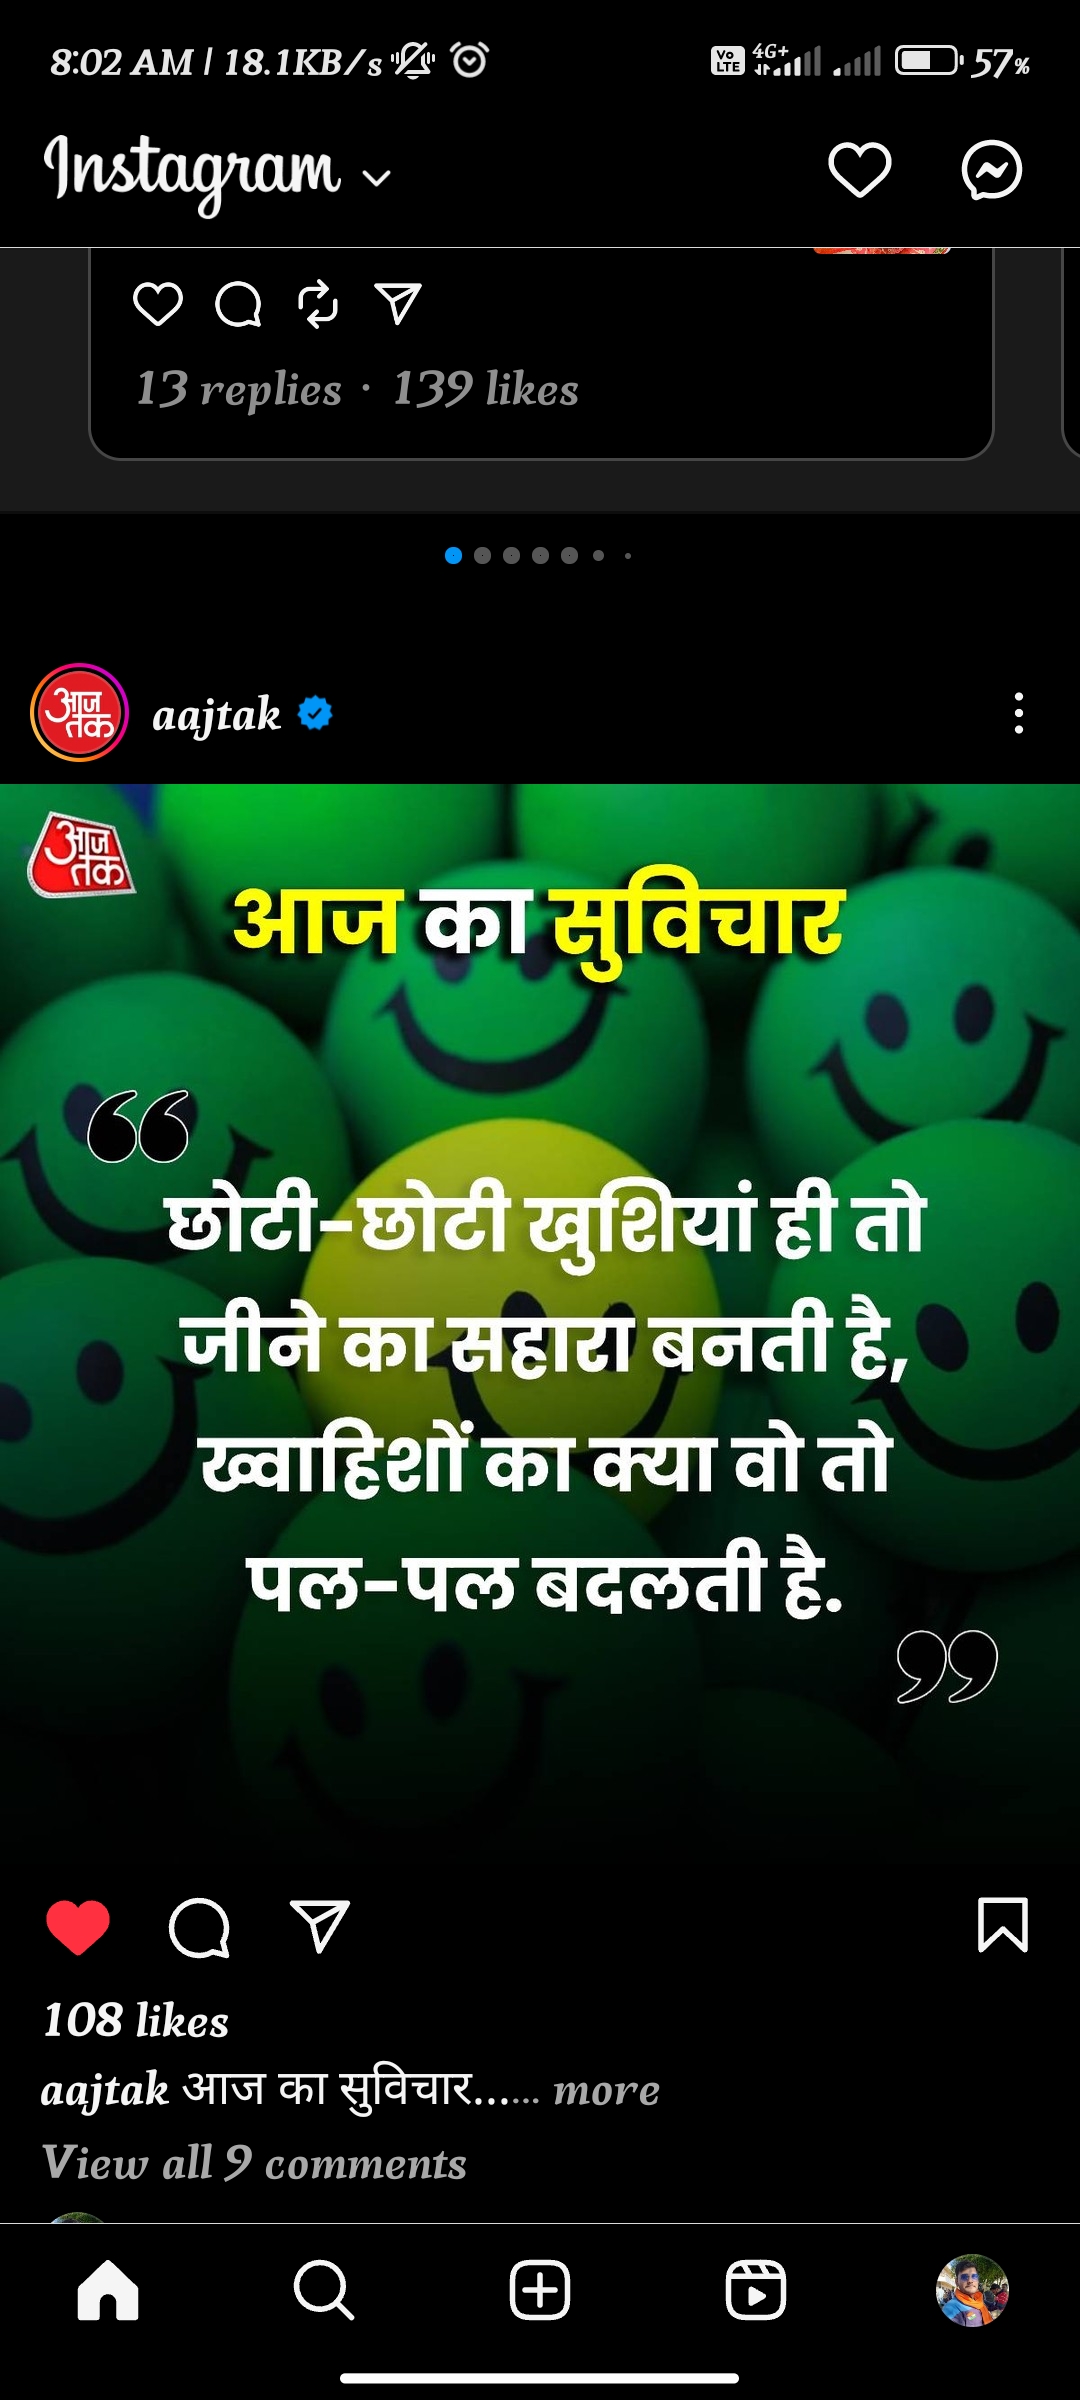 8:02 AM | 18.1KB/s
Vo LTE 4G+ 57%
Instagram
13 replies · 139 likes
आज
तक
aajtak
आज
तक
आज का सुविचार
“
छोटी-छोटी खुशियां ही तो
जीने का सहारा बनती है,
ख्वाहिशों का क्या वो तो
पल-पल बदलती है.
”
108 likes
aajtak आज का सुविचार...... more
View all 9 comments